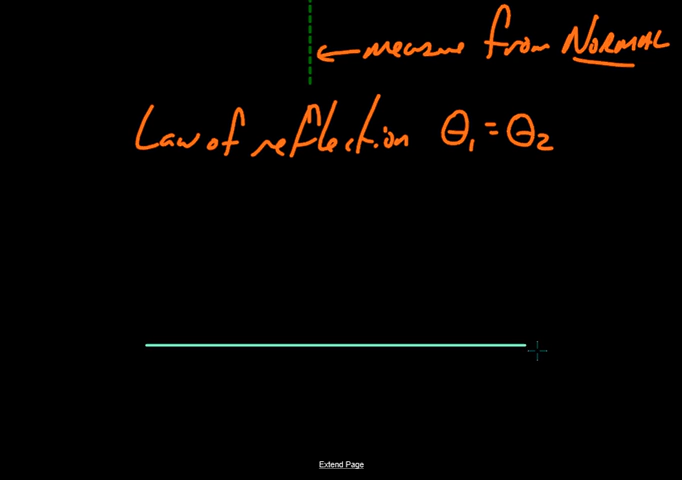 ← measure from NORMAL
Law of reflection θ₁ = θ₂
Extend Page